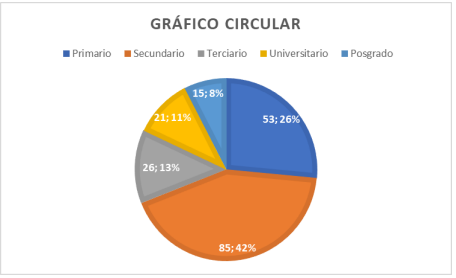 GRÁFICO CIRCULAR
Primario Secundario Terciario Universitario Posgrado
15; 8%
53; 26%
21; 11%
26; 13%
85; 42%